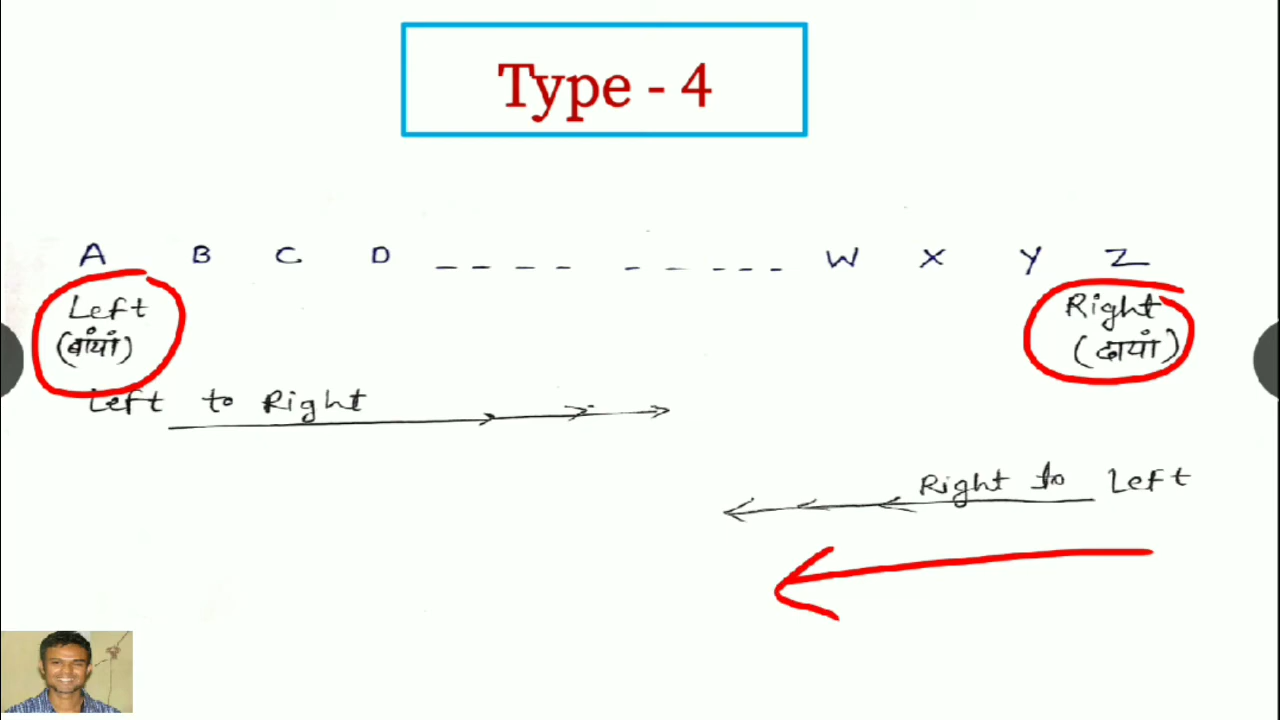 Type - 4
A B C D _ _ _ _ _ _ _ _ _ W X Y Z
Left Right
(बांयां) (दायां)
Left to Right
Right to Left